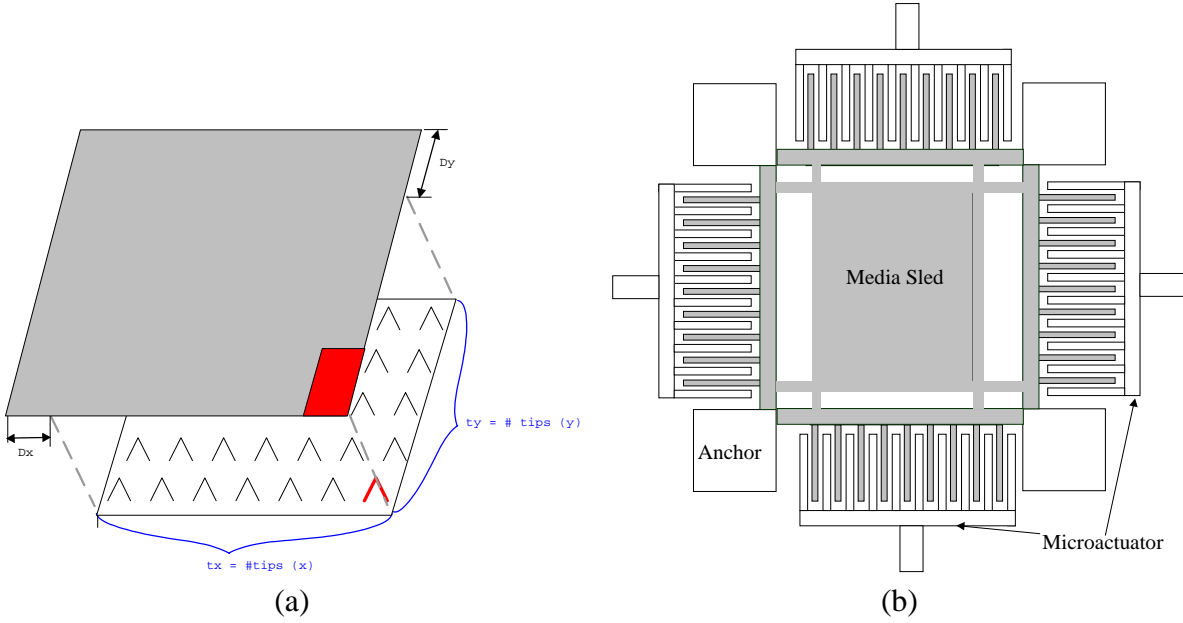 Dy
Dx
ty = # tips (y)
tx = #tips (x)
(a)
Media Sled
Anchor
Microactuator
(b)